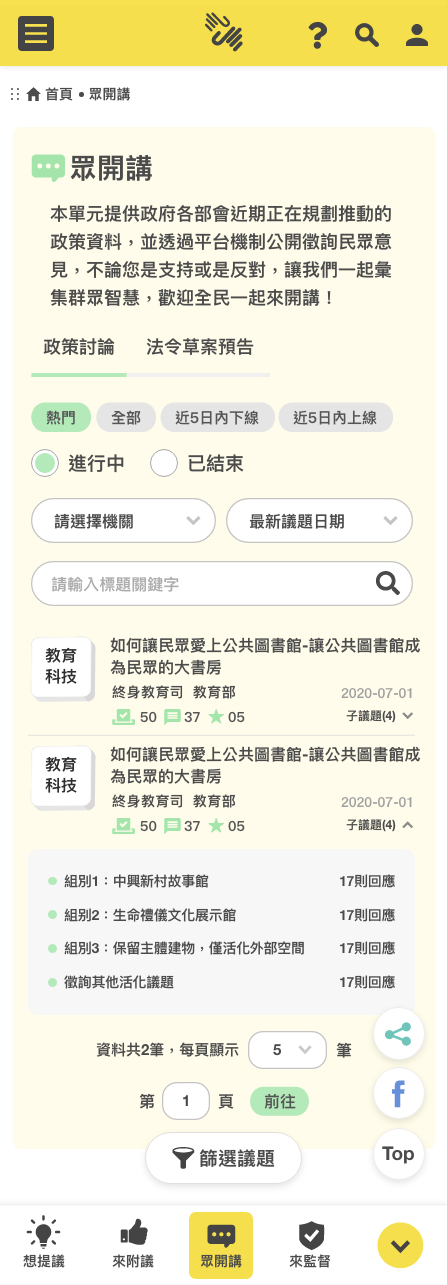 首頁 • 眾開講
眾開講
本單元提供政府各部會近期正在規劃推動的
政策資料，並透過平台機制公開徵詢民眾意
見，不論您是支持或是反對，讓我們一起彙
集群眾智慧，歡迎全民一起來開講！
政策討論 法令草案預告
熱門 全部 近5日內下線 近5日內上線
進行中 已結束
請選擇機關 最新議題日期
請輸入標題關鍵字
教育
科技
如何讓民眾愛上公共圖書館-讓公共圖書館成
為民眾的大書房
終身教育司 教育部 2020-07-01
50 37 05 子議題(4)
教育
科技
如何讓民眾愛上公共圖書館-讓公共圖書館成
為民眾的大書房
終身教育司 教育部 2020-07-01
50 37 05 子議題(4)
組別1：中興新村故事館 17則回應
組別2：生命禮儀文化展示館 17則回應
組別3：保留主體建物，僅活化外部空間 17則回應
徵詢其他活化議題 17則回應
資料共2筆，每頁顯示 5 筆
第 1 頁 前往
Top
篩選議題
想提議 來附議 眾開講 來監督